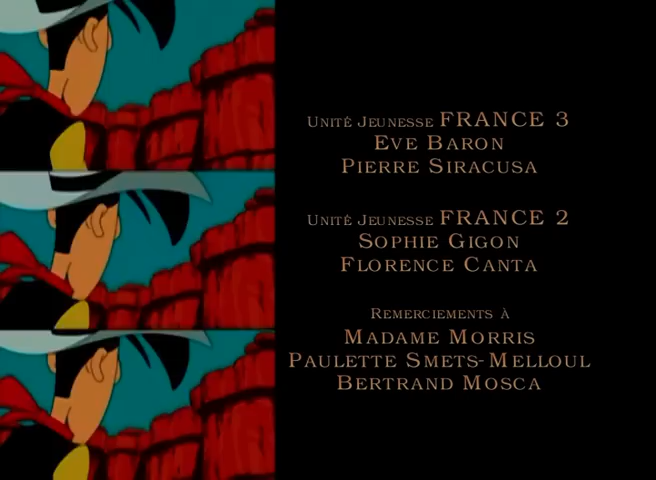 Unité Jeunesse FRANCE 3
Eve Baron
Pierre Siracusa
Unité Jeunesse FRANCE 2
Sophie Gigon
Florence Canta
Remerciements à
Madame Morris
Paulette Smets-Melloul
Bertrand Mosca